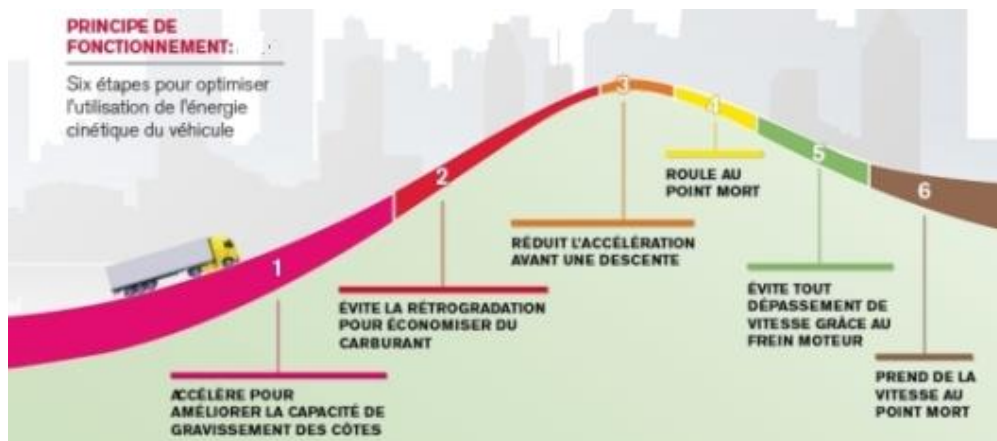 PRINCIPE DE
FONCTIONNEMENT:
Six étapes pour optimiser
l'utilisation de l'énergie
cinétique du véhicule
1
ACCÉLÈRE POUR
AMÉLIORER LA CAPACITÉ DE
GRAVISSEMENT DES CÔTES
2
ÉVITE LA RÉTROGRADATION
POUR ÉCONOMISER DU
CARBURANT
3
RÉDUIT L'ACCÉLÉRATION
AVANT UNE DESCENTE
4
ROULE AU
POINT MORT
5
ÉVITE TOUT
DÉPASSEMENT DE
VITESSE GRÂCE AU
FREIN MOTEUR
6
PREND DE LA
VITESSE AU
POINT MORT